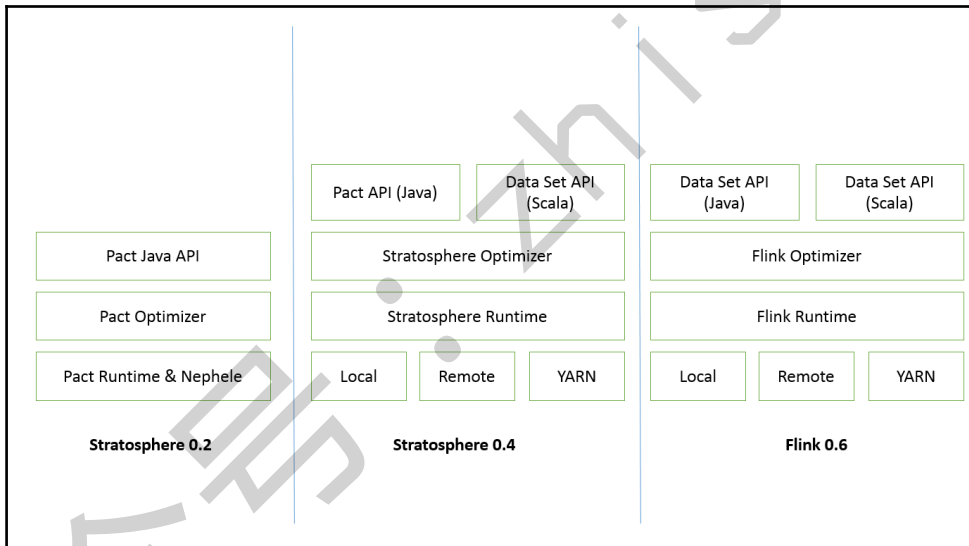 Pact API (Java)
Data Set API
(Scala)
Data Set API
(Java)
Data Set API
(Scala)
Pact Java API
Stratosphere Optimizer
Flink Optimizer
Pact Optimizer
Stratosphere Runtime
Flink Runtime
Pact Runtime & Nephele
Local
Remote
YARN
Local
Remote
YARN
Stratosphere 0.2
Stratosphere 0.4
Flink 0.6
号: zhis